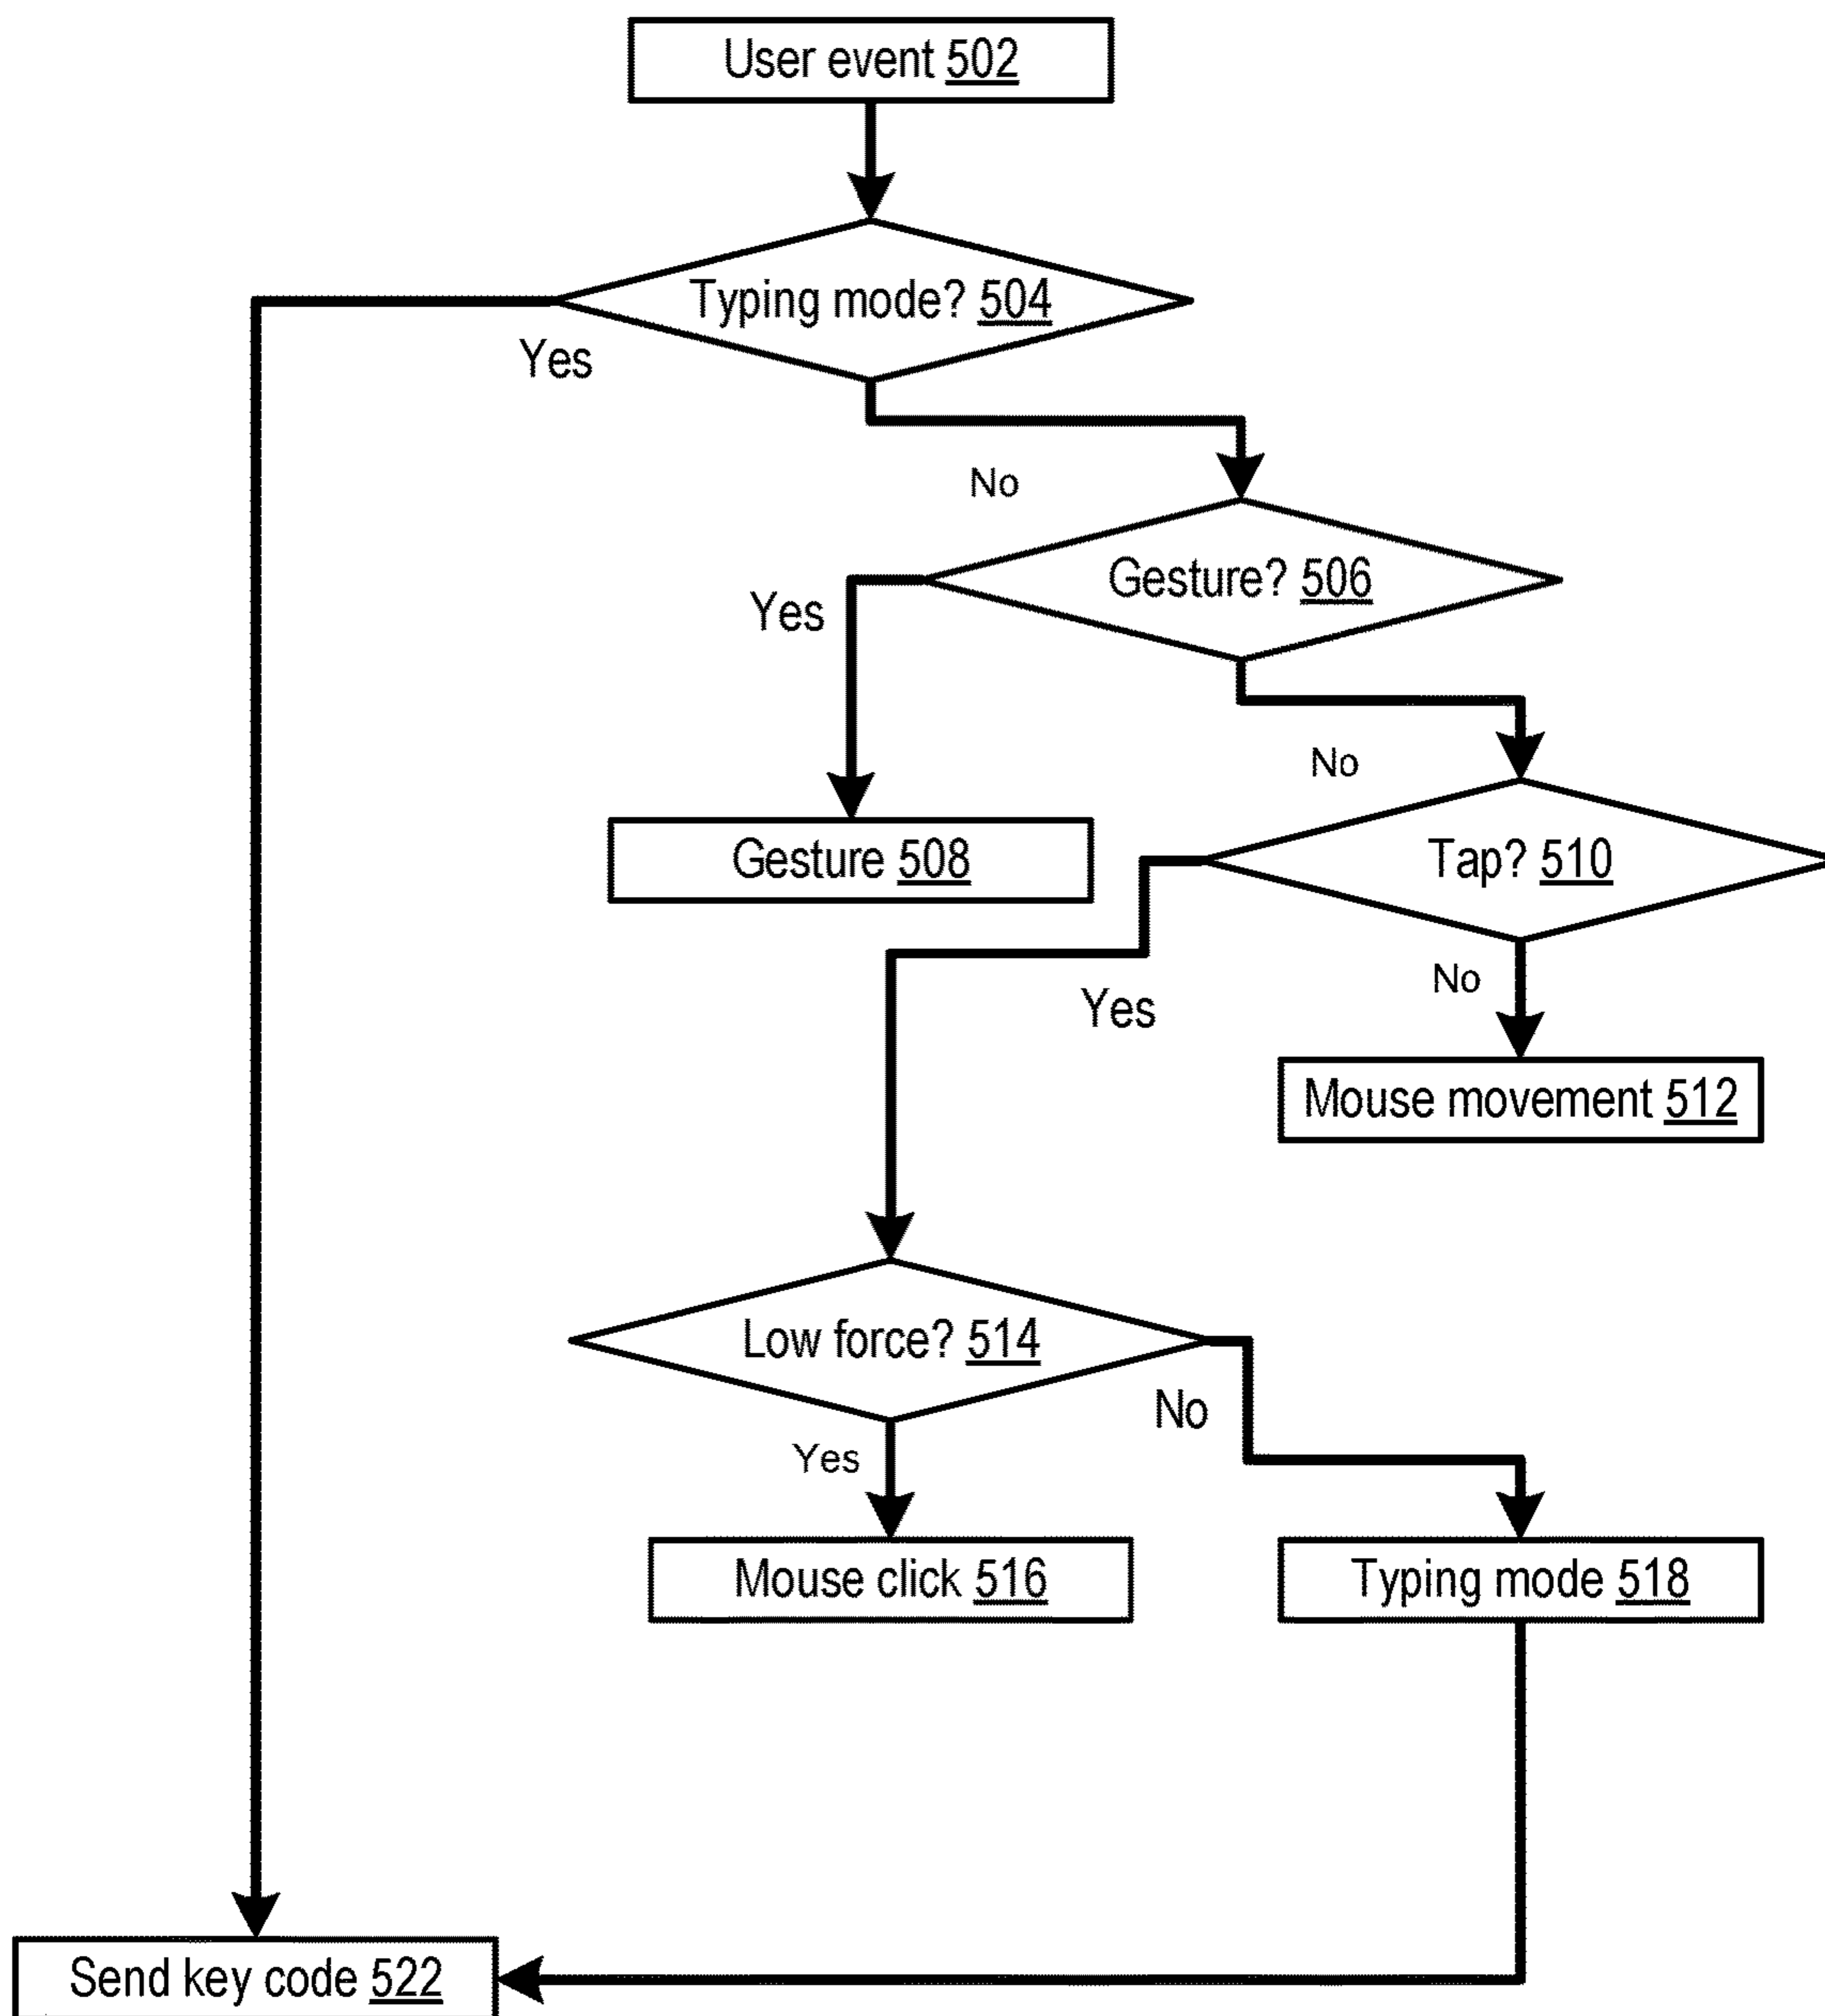 User event 502
Typing mode? 504
Yes
No
Gesture? 506
Yes
No
Gesture 508
Tap? 510
Yes
No
Mouse movement 512
Low force? 514
No
Yes
Mouse click 516
Typing mode 518
Send key code 522